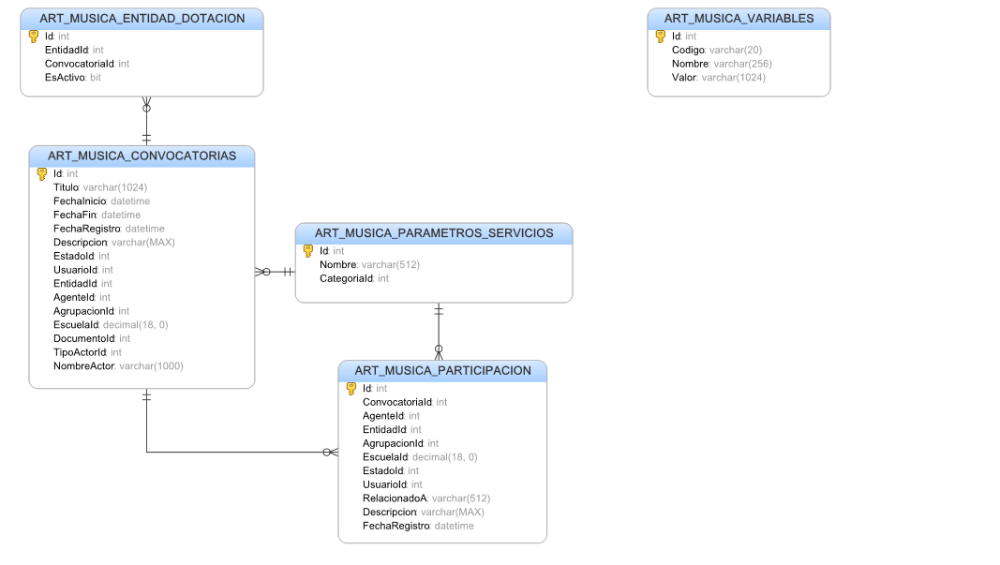 ART_MUSICA_ENTIDAD_DOTACION
Id: int
EntidadId: int
ConvocatoriaId: int
EsActivo: bit
ART_MUSICA_VARIABLES
Id: int
Codigo: varchar(20)
Nombre: varchar(256)
Valor: varchar(1024)
ART_MUSICA_CONVOCATORIAS
Id: int
Titulo: varchar(1024)
FechaInicio: datetime
FechaFin: datetime
FechaRegistro: datetime
Descripcion: varchar(MAX)
EstadoId: int
UsuarioId: int
EntidadId: int
AgenteId: int
AgrupacionId: int
EscuelaId: decimal(18, 0)
DocumentoId: int
TipoActorId: int
NombreActor: varchar(1000)
ART_MUSICA_PARAMETROS_SERVICIOS
Id: int
Nombre: varchar(512)
CategoriaId: int
ART_MUSICA_PARTICIPACION
Id: int
ConvocatoriaId: int
AgenteId: int
EntidadId: int
AgrupacionId: int
EscuelaId: decimal(18, 0)
EstadoId: int
UsuarioId: int
RelacionadoA: varchar(512)
Descripcion: varchar(MAX)
FechaRegistro: datetime